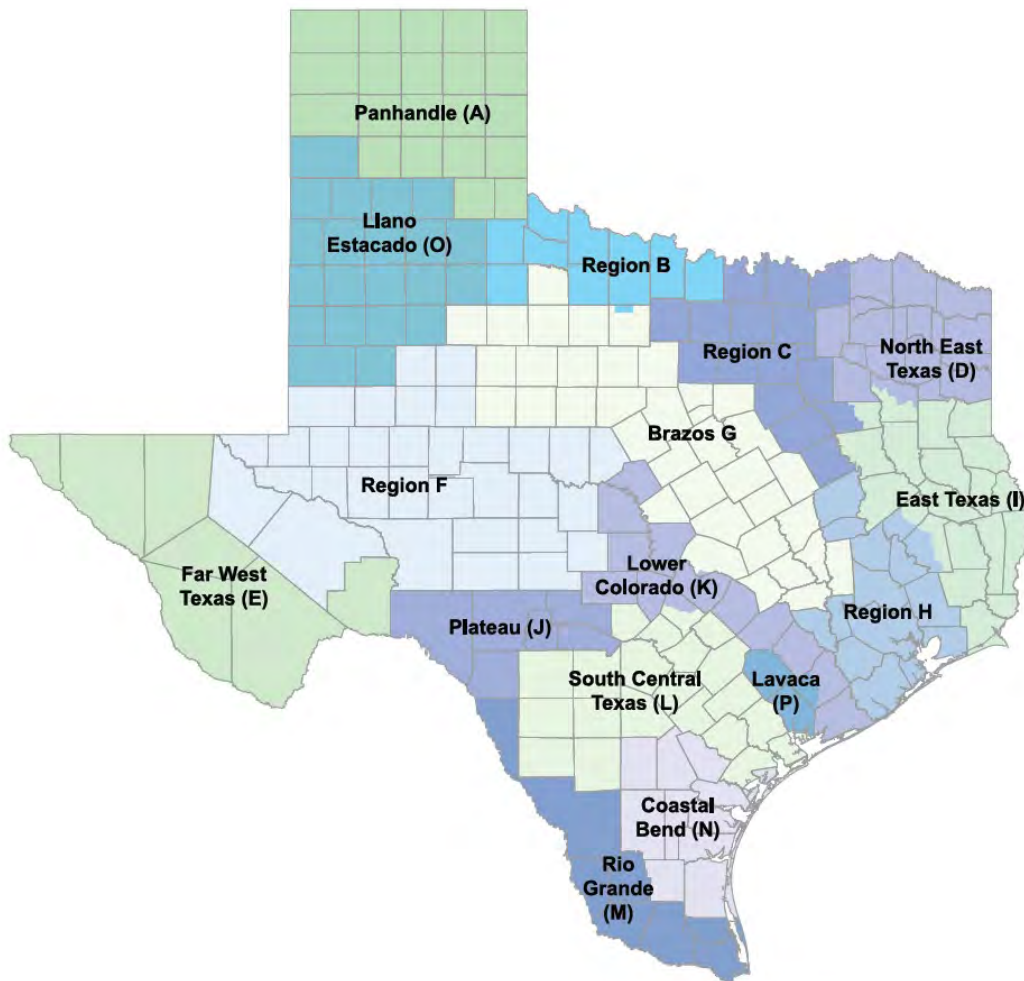 Panhandle (A)
Llano
Estacado (O)
Region B
Region C
North East
Texas (D)
Brazos G
Region F
East Texas (I)
Far West
Texas (E)
Lower
Colorado (K)
Region H
Plateau (J)
South Central
Texas (L)
Lavaca
(P)
Coastal
Bend (N)
Rio
Grande
(M)